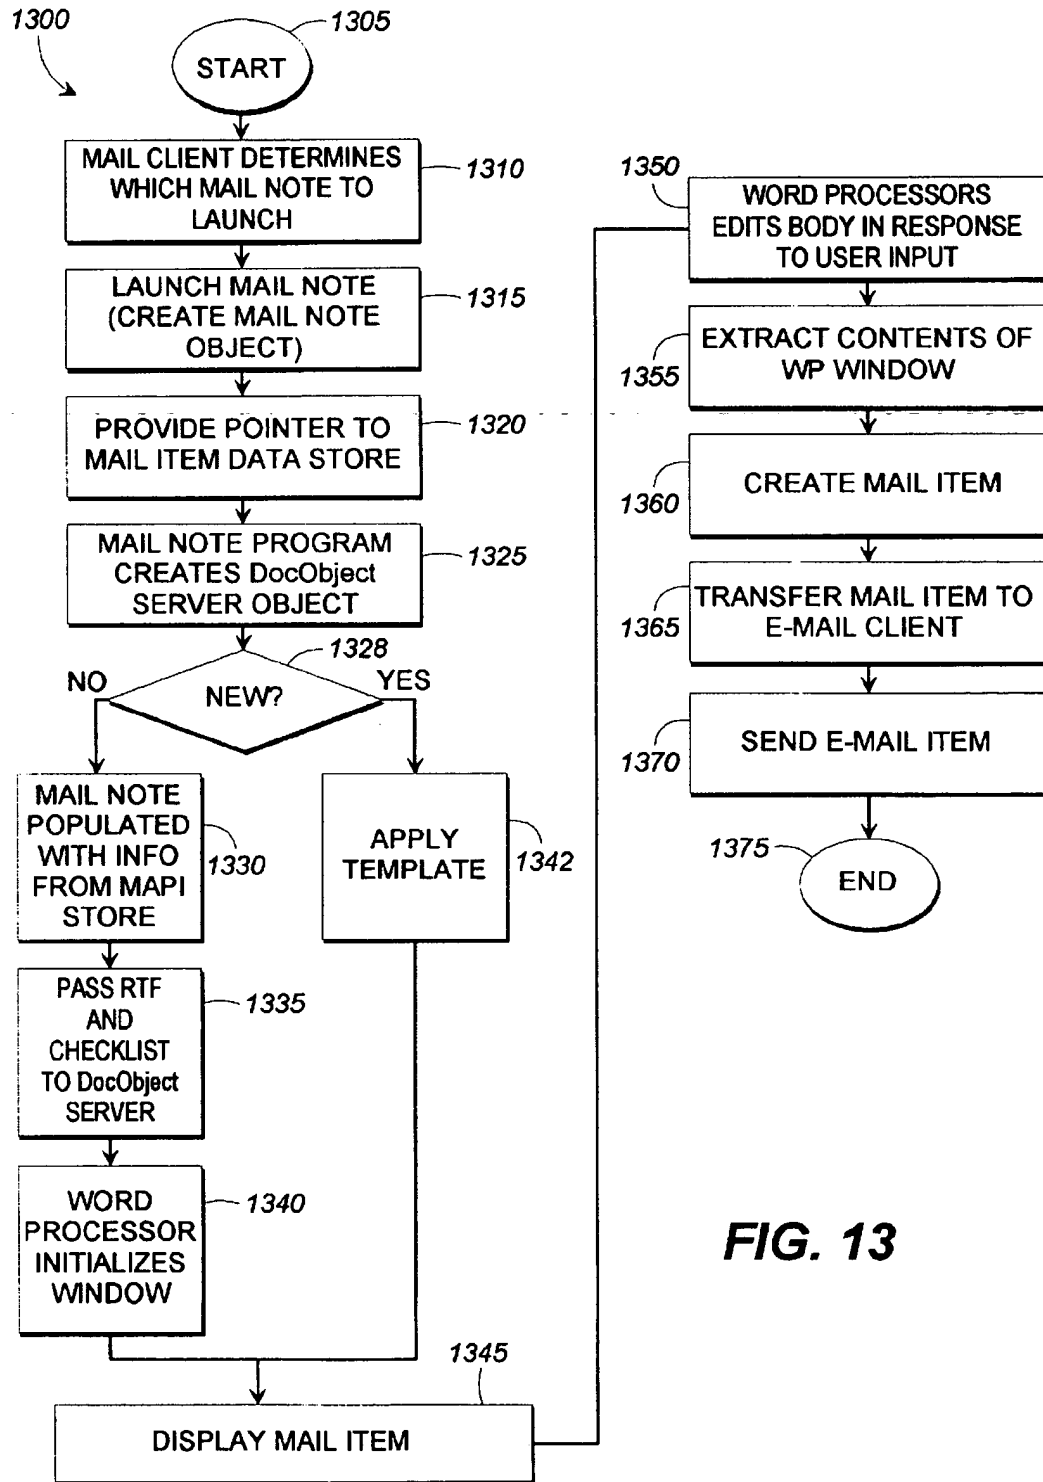 1300
1305
START
MAIL CLIENT DETERMINES
WHICH MAIL NOTE TO
LAUNCH
1310
LAUNCH MAIL NOTE
(CREATE MAIL NOTE
OBJECT)
1315
PROVIDE POINTER TO
MAIL ITEM DATA STORE
1320
MAIL NOTE PROGRAM
CREATES DocObject
SERVER OBJECT
1325
1328
NO
NEW?
YES
MAIL NOTE
POPULATED
WITH INFO
FROM MAPI
STORE
1330
APPLY
TEMPLATE
1342
PASS RTF
AND
CHECKLIST
TO DocObject
SERVER
1335
WORD
PROCESSOR
INITIALIZES
WINDOW
1340
1345
DISPLAY MAIL ITEM
1350
WORD PROCESSORS
EDITS BODY IN RESPONSE
TO USER INPUT
EXTRACT CONTENTS OF
WP WINDOW
1355
CREATE MAIL ITEM
1360
TRANSFER MAIL ITEM TO
E-MAIL CLIENT
1365
SEND E-MAIL ITEM
1370
1375
END
FIG. 13